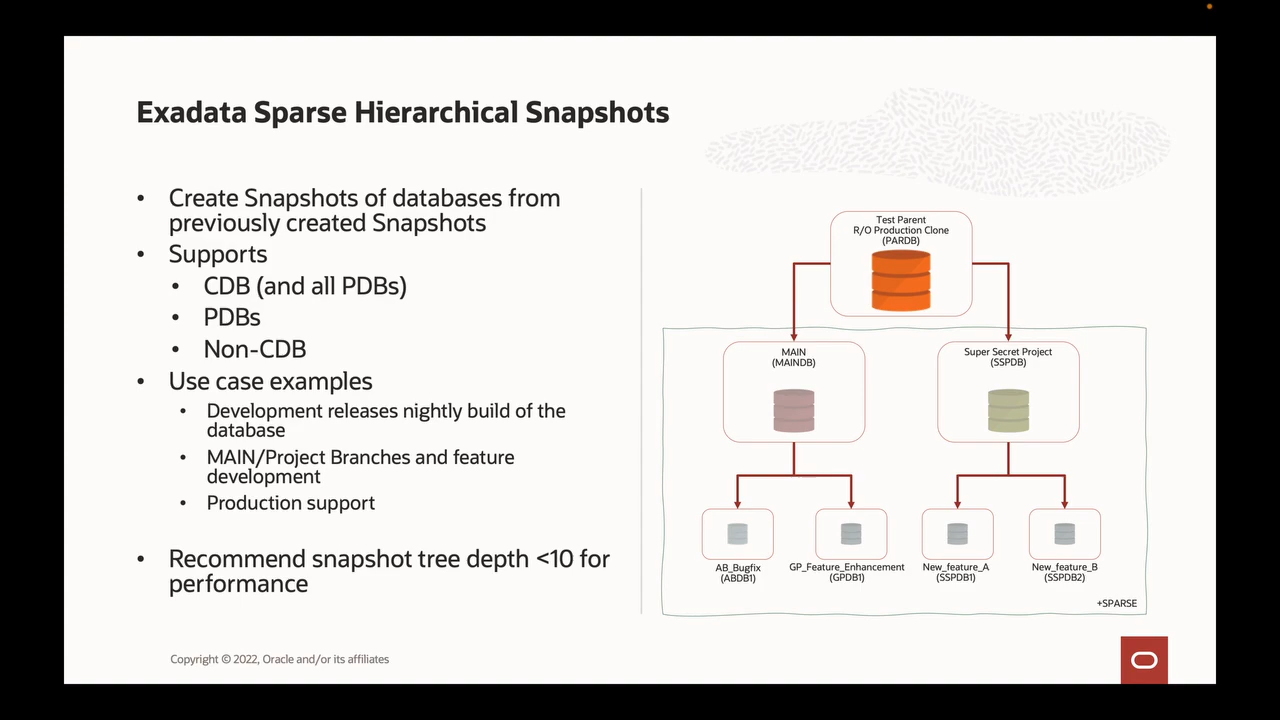 Exadata Sparse Hierarchical Snapshots
• Create Snapshots of databases from
previously created Snapshots
• Supports
• CDB (and all PDBs)
• PDBs
• Non-CDB
• Use case examples
• Development releases nightly build of the
database
• MAIN/Project Branches and feature
development
• Production support
• Recommend snapshot tree depth <10 for
performance
Test Parent
R/O Production Clone
(PARDB)
MAIN
(MAINDB)
Super Secret Project
(SSPDB)
AB_Bugfix
(ABDB1)
GP_Feature_Enhancement
(GPDB1)
New_feature_A
(SSPDB1)
New_feature_B
(SSPDB2)
+SPARSE
Copyright © 2022, Oracle and/or its affiliates